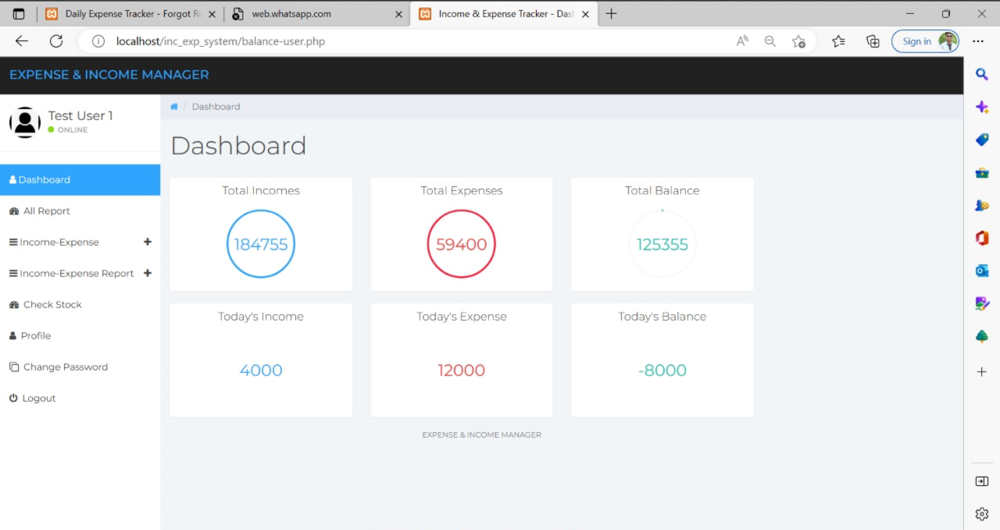 Daily Expense Tracker - Forgot
web.whatsapp.com
Income & Expense Tracker - Das
localhost/inc_exp_system/balance-user.php
A
Sign in
EXPENSE & INCOME MANAGER
Test User 1
ONLINE
/ Dashboard
Dashboard
Dashboard
All Report
Income-Expense
Income-Expense Report
Check Stock
Profile
Change Password
Logout
Total Incomes
184755
Total Expenses
59400
Total Balance
125355
Today's Income
4000
Today's Expense
12000
Today's Balance
-8000
EXPENSE & INCOME MANAGER